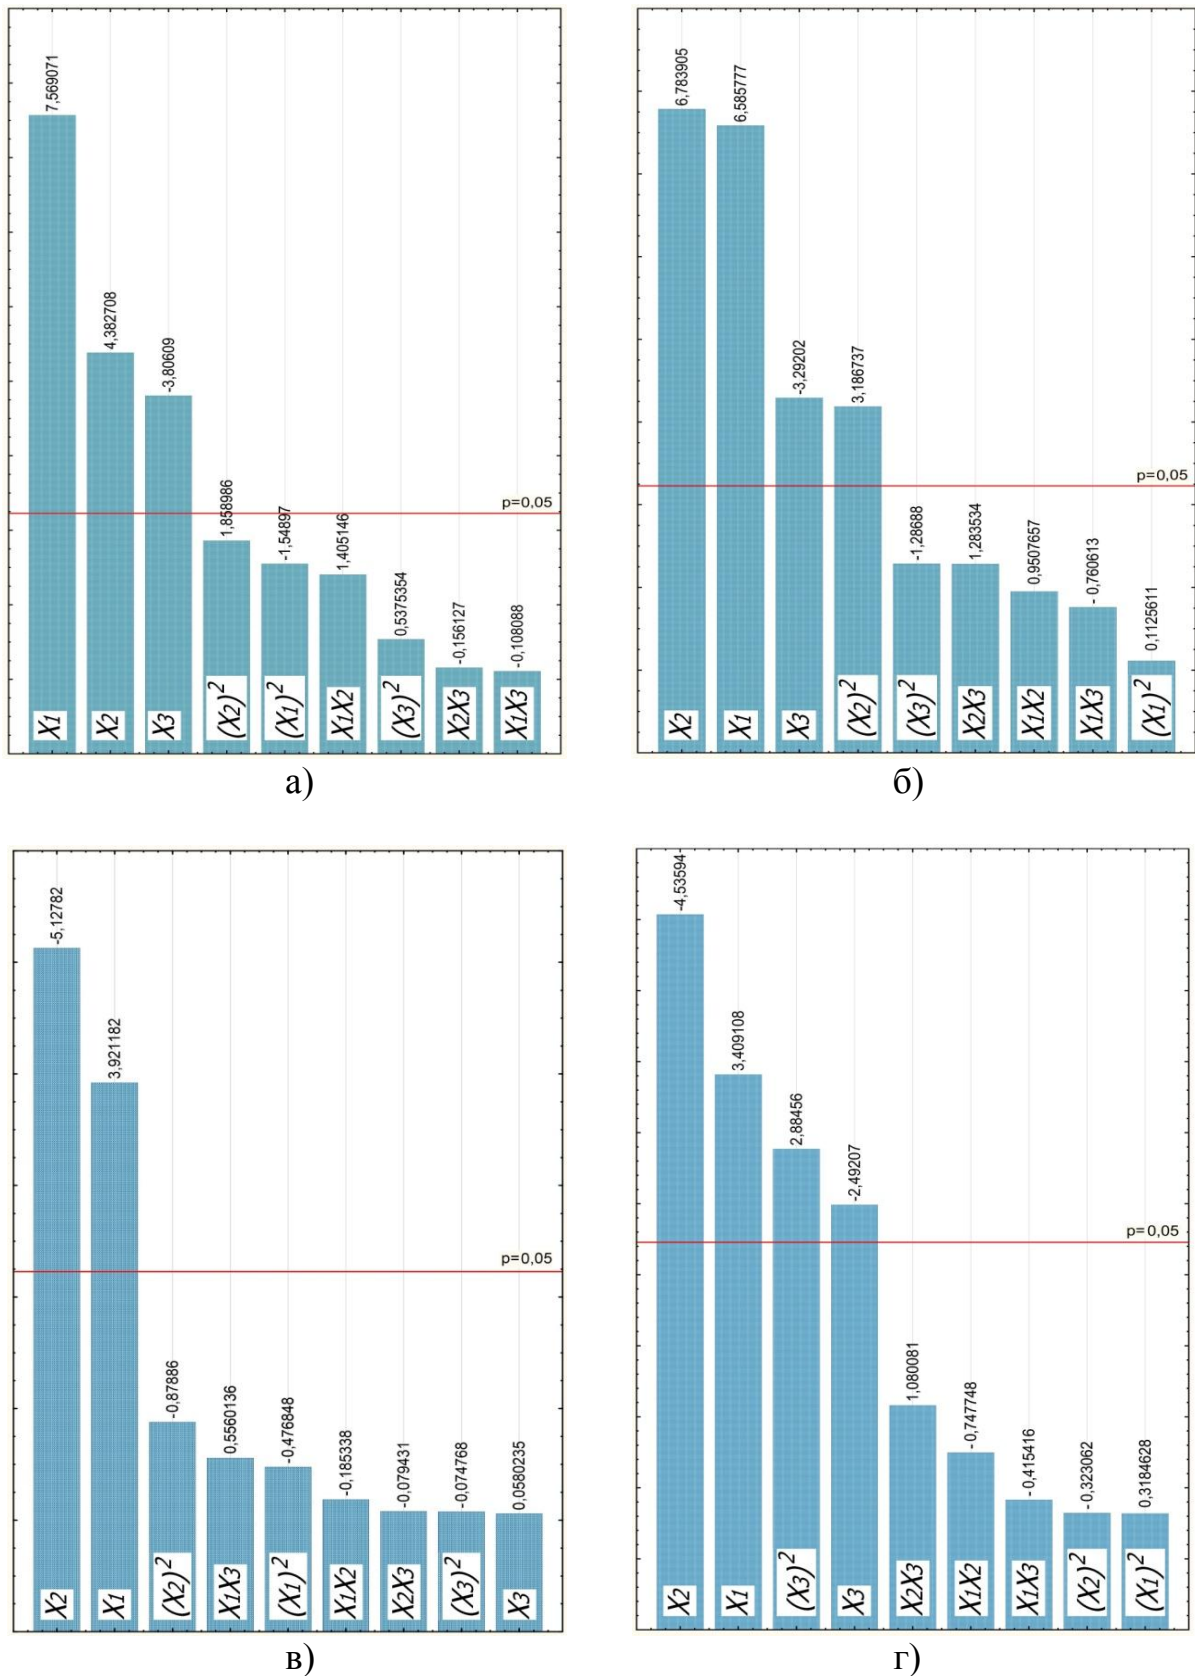 7,569071
4,382708
-3,80609
1,858986
-1,54897
1,405146
0,5375354
-0,156127
-0,108088
p=0,05
X1
X2
X3
(X2)^2
(X1)^2
X1X2
(X3)^2
X2X3
X1X3
а)
6,783905
6,585777
-3,29202
3,186737
-1,28688
1,283534
0,9507657
-0,760613
0,1125611
p=0,05
X2
X1
X3
(X2)^2
(X3)^2
X2X3
X1X2
X1X3
(X1)^2
б)
-5,12782
3,921182
-0,87886
0,5560136
-0,476848
-0,185338
-0,079431
-0,074768
0,0580235
p=0,05
X2
X1
(X2)^2
X1X3
(X1)^2
X1X2
X2X3
(X3)^2
X3
в)
-4,53594
3,409108
2,88456
-2,49207
1,080081
-0,747748
-0,415416
-0,323062
0,3184628
p=0,05
X2
X1
(X3)^2
X3
X2X3
X1X2
X1X3
(X2)^2
(X1)^2
г)